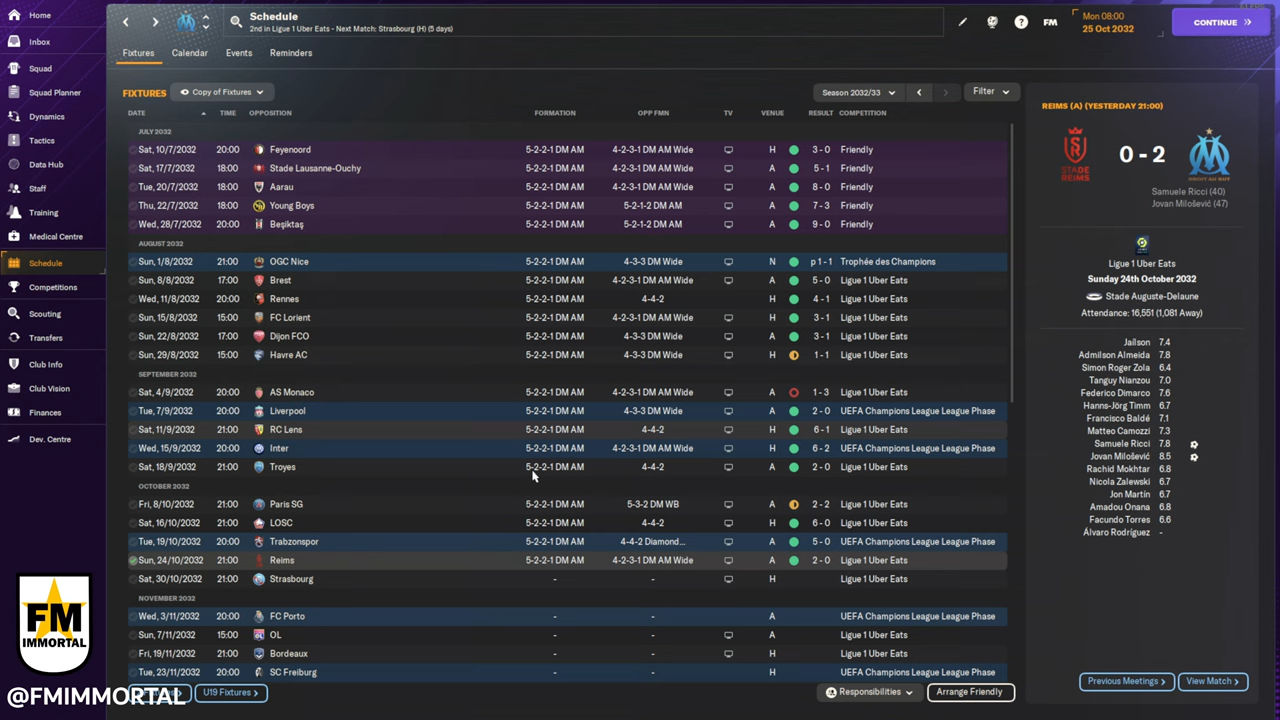 Home
Inbox
Squad
Squad Planner
Dynamics
Tactics
Data Hub
Staff
Training
Medical Centre
Schedule
Competitions
Scouting
Transfers
Club Info
Club Vision
Finances
Dev. Centre
FM
IMMORTAL
@FMIMMORTAL
Schedule
2nd in Ligue 1 Uber Eats - Next Match: Strasbourg (H) (5 days)
? FM
Mon 08:00
25 Oct 2032
CONTINUE
Fixtures Calendar Events Reminders
FIXTURES Copy of Fixtures Season 2032/33 Filter
DATE TIME OPPOSITION FORMATION OPP FMN TV VENUE RESULT COMPETITION
JULY 2032
Sat, 10/7/2032 20:00 Feyenoord 5-2-2-1 DM AM 4-2-3-1 DM AM Wide H 3 - 0 Friendly
Sat, 17/7/2032 18:00 Stade Lausanne-Ouchy 5-2-2-1 DM AM 4-2-3-1 DM AM Wide A 5 - 1 Friendly
Tue, 20/7/2032 18:00 Aarau 5-2-2-1 DM AM 4-2-3-1 DM AM Wide A 8 - 0 Friendly
Thu, 22/7/2032 18:00 Young Boys 5-2-2-1 DM AM 5-2-1-2 DM AM A 7 - 3 Friendly
Wed, 28/7/2032 20:00 Beşiktaş 5-2-2-1 DM AM 5-2-1-2 DM AM A 9 - 0 Friendly
AUGUST 2032
Sun, 1/8/2032 21:00 OGC Nice 5-2-2-1 DM AM 4-3-3 DM Wide N p 1 - 1 Trophée des Champions
Sun, 8/8/2032 17:00 Brest 5-2-2-1 DM AM 4-2-3-1 DM AM Wide A 5 - 0 Ligue 1 Uber Eats
Wed, 11/8/2032 20:00 Rennes 5-2-2-1 DM AM 4-4-2 H 4 - 1 Ligue 1 Uber Eats
Sun, 15/8/2032 15:00 FC Lorient 5-2-2-1 DM AM 4-2-3-1 DM AM Wide H 3 - 1 Ligue 1 Uber Eats
Sun, 22/8/2032 17:00 Dijon FCO 5-2-2-1 DM AM 4-3-3 DM Wide A 3 - 1 Ligue 1 Uber Eats
Sun, 29/8/2032 15:00 Havre AC 5-2-2-1 DM AM 4-3-3 DM Wide H 1 - 1 Ligue 1 Uber Eats
SEPTEMBER 2032
Sat, 4/9/2032 20:00 AS Monaco 5-2-2-1 DM AM 4-2-3-1 DM AM Wide A 1 - 3 Ligue 1 Uber Eats
Tue, 7/9/2032 20:00 Liverpool 5-2-2-1 DM AM 4-3-3 DM Wide A 2 - 0 UEFA Champions League League Phase
Sat, 11/9/2032 20:00 RC Lens 5-2-2-1 DM AM 4-4-2 H 6 - 1 Ligue 1 Uber Eats
Wed, 15/9/2032 20:00 Inter 5-2-2-1 DM AM 4-2-3-1 DM AM Wide H 6 - 2 UEFA Champions League League Phase
Sat, 18/9/2032 21:00 Troyes 5-2-2-1 DM AM 4-4-2 A 2 - 0 Ligue 1 Uber Eats
OCTOBER 2032
Fri, 8/10/2032 21:00 Paris SG 5-2-2-1 DM AM 5-3-2 DM WB A 2 - 2 Ligue 1 Uber Eats
Sat, 16/10/2032 21:00 LOSC 5-2-2-1 DM AM 4-4-2 H 6 - 0 Ligue 1 Uber Eats
Tue, 19/10/2032 21:00 Trabzonspor 5-2-2-1 DM AM 4-4-2 Diamond... H 5 - 0 UEFA Champions League League Phase
Sun, 24/10/2032 21:00 Reims 5-2-2-1 DM AM 4-2-3-1 DM AM Wide A 2 - 0 Ligue 1 Uber Eats
Sat, 30/10/2032 21:00 Strasbourg - - H Ligue 1 Uber Eats
NOVEMBER 2032
Wed, 3/11/2032 20:00 FC Porto - - A UEFA Champions League League Phase
Sun, 7/11/2032 15:00 OL - - A Ligue 1 Uber Eats
Fri, 19/11/2032 21:00 Bordeaux - - H Ligue 1 Uber Eats
Tue, 23/11/2032 20:00 SC Freiburg - - H UEFA Champions League League Phase
U19 Fixtures Responsibilities Arrange Friendly
REIMS (A) (YESTERDAY 21:00)
STADE
REIMS
0 - 2
DROIT AU BUT
Samuele Ricci (40)
Jovan Milošević (47)
Ligue 1 Uber Eats
Sunday 24th October 2032
Stade Auguste-Delaune
Attendance: 16,551 (1,081 Away)
Jailson 7.4
Admilson Almeida 7.8
Simon Roger Zola 6.4
Tanguy Nianzou 7.0
Federico Dimarco 7.6
Hanns-Jörg Timm 6.7
Francisco Baldé 7.1
Matteo Camozzi 7.3
Samuele Ricci 7.8
Jovan Milošević 8.5
Rachid Mokhtar 6.8
Nicola Zalewski 6.7
Jon Martín 6.7
Amadou Onana 6.8
Facundo Torres 6.6
Álvaro Rodríguez -
Previous Meetings View Match